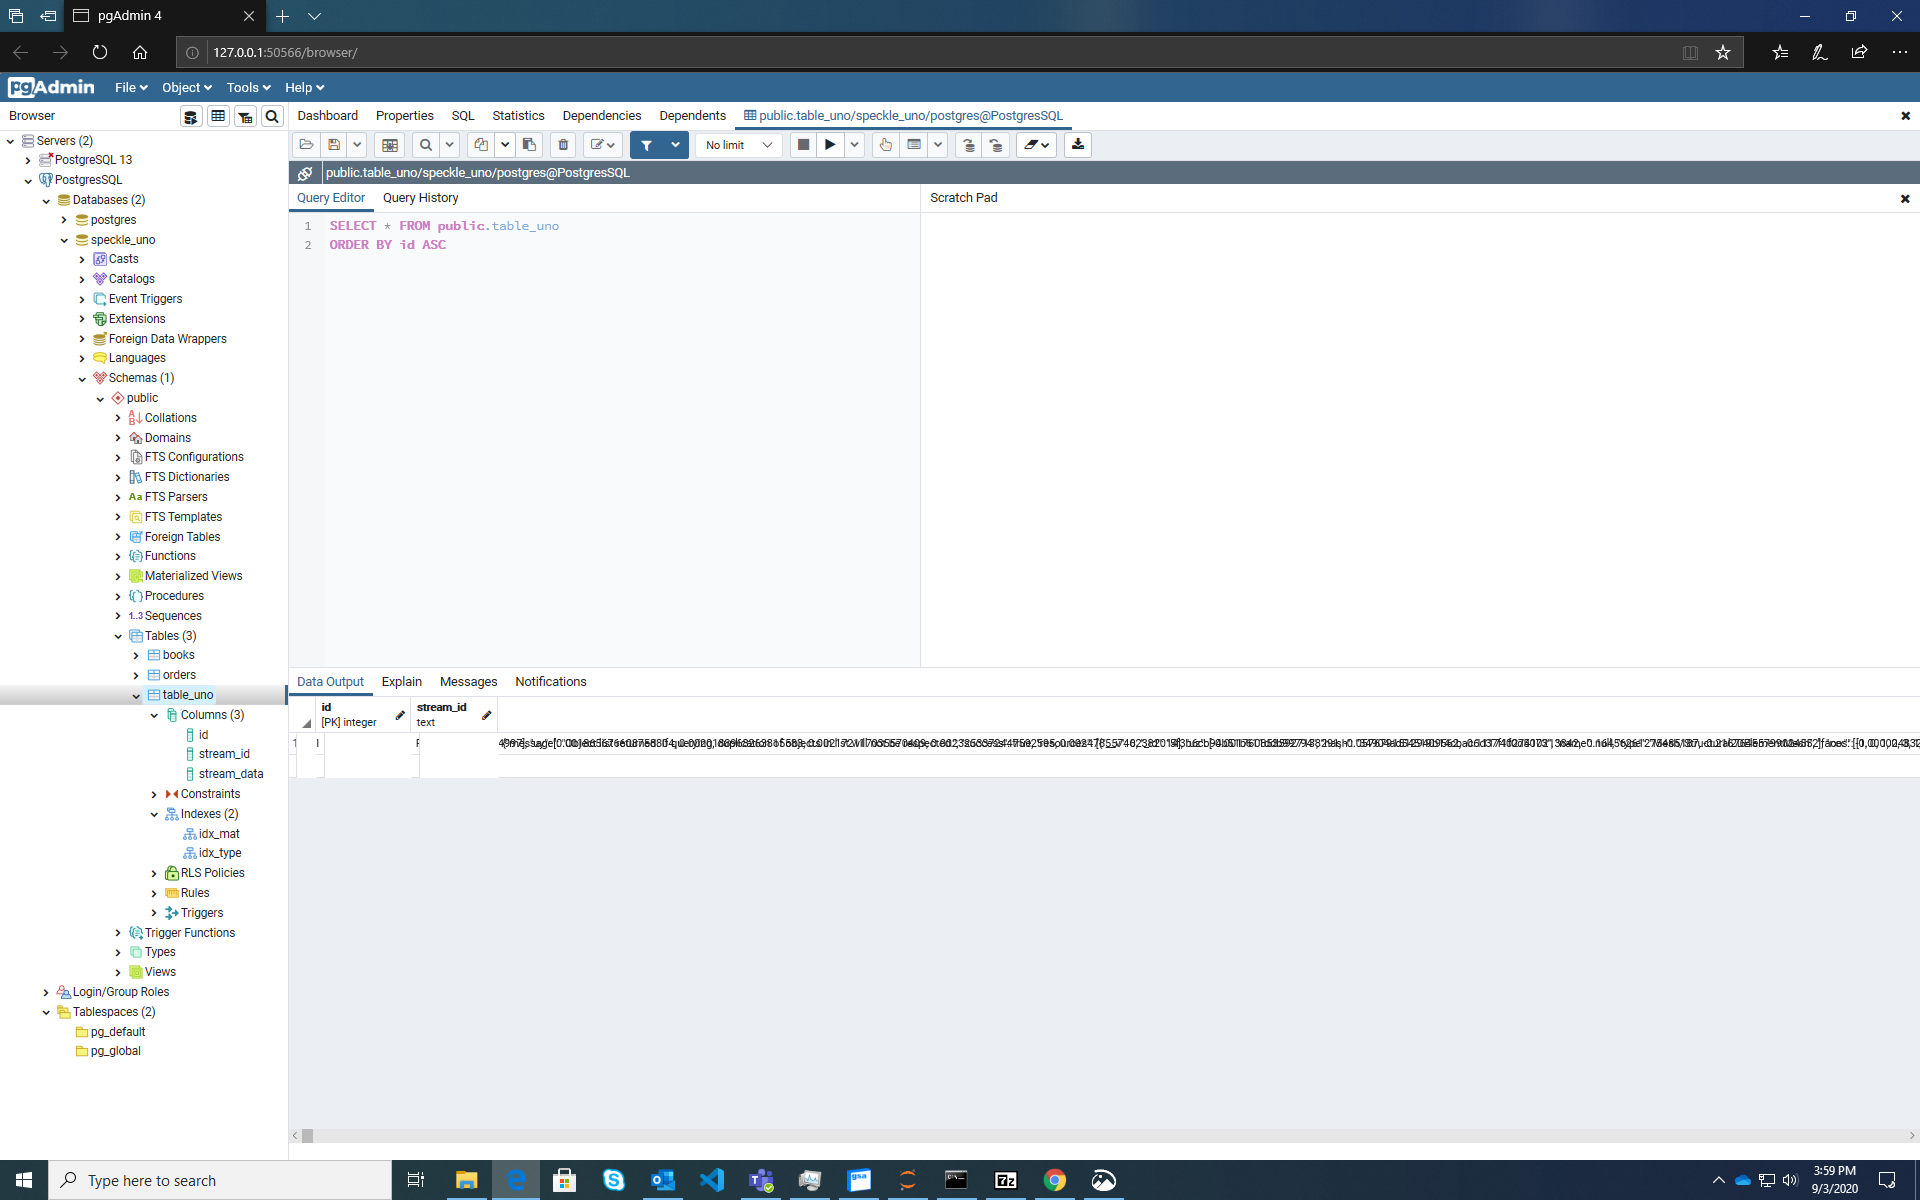 pgAdmin 4
127.0.0.1:50566/browser/
pgAdmin File Object Tools Help
Browser
Dashboard Properties SQL Statistics Dependencies Dependents public.table_uno/speckle_uno/postgres@PostgresSQL
Servers (2)
PostgreSQL 13
PostgresSQL
Databases (2)
postgres
speckle_uno
Casts
Catalogs
Event Triggers
Extensions
Foreign Data Wrappers
Languages
Schemas (1)
public
Collations
Domains
FTS Configurations
FTS Dictionaries
Aa FTS Parsers
FTS Templates
Foreign Tables
Functions
Materialized Views
Procedures
1..3 Sequences
Tables (3)
books
orders
table_uno
Columns (3)
id
stream_id
stream_data
Constraints
Indexes (2)
idx_mat
idx_type
RLS Policies
Rules
Triggers
Trigger Functions
Types
Views
Login/Group Roles
Tablespaces (2)
pg_default
pg_global
No limit
public.table_uno/speckle_uno/postgres@PostgresSQL
Query Editor Query History
Scratch Pad
1 SELECT * FROM public.table_uno
2 ORDER BY id ASC
Data Output Explain Messages Notifications
id
[PK] integer
stream_id
text
Type here to search
gsa
7z
3:59 PM
9/3/2020